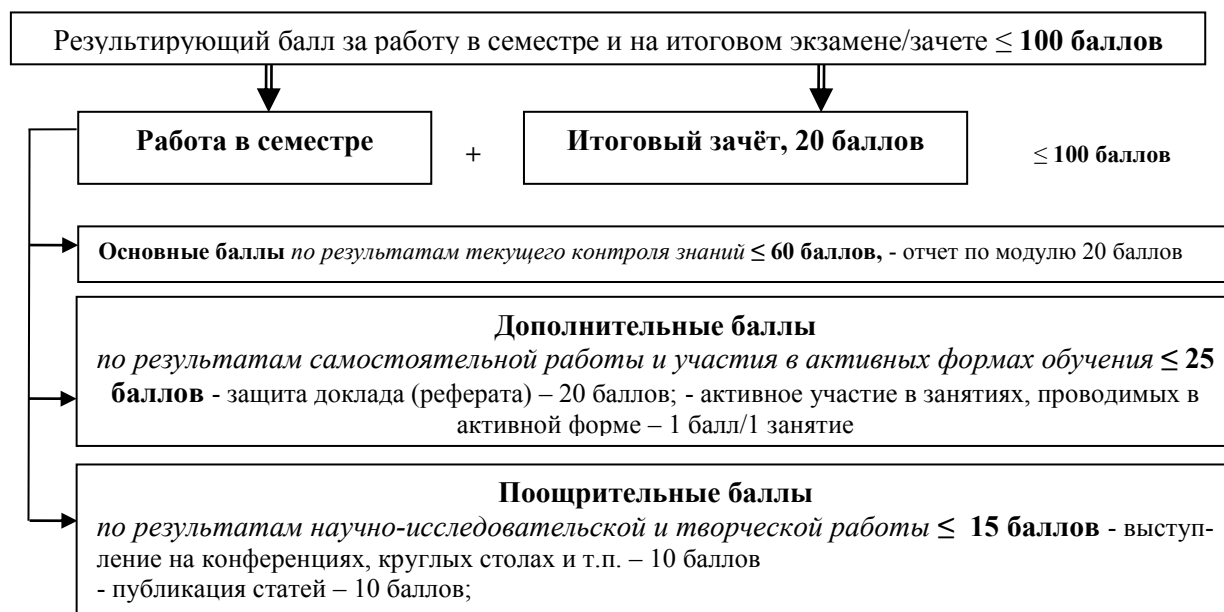 Результирующий балл за работу в семестре и на итоговом экзамене/зачете ≤ 100 баллов
Работа в семестре
+
Итоговый зачёт, 20 баллов
≤ 100 баллов
Основные баллы по результатам текущего контроля знаний ≤ 60 баллов, - отчет по модулю 20 баллов
Дополнительные баллы
по результатам самостоятельной работы и участия в активных формах обучения ≤ 25
баллов - защита доклада (реферата) – 20 баллов; - активное участие в занятиях, проводимых в
активной форме – 1 балл/1 занятие
Поощрительные баллы
по результатам научно-исследовательской и творческой работы ≤ 15 баллов - выступ-
ление на конференциях, круглых столах и т.п. – 10 баллов
- публикация статей – 10 баллов;